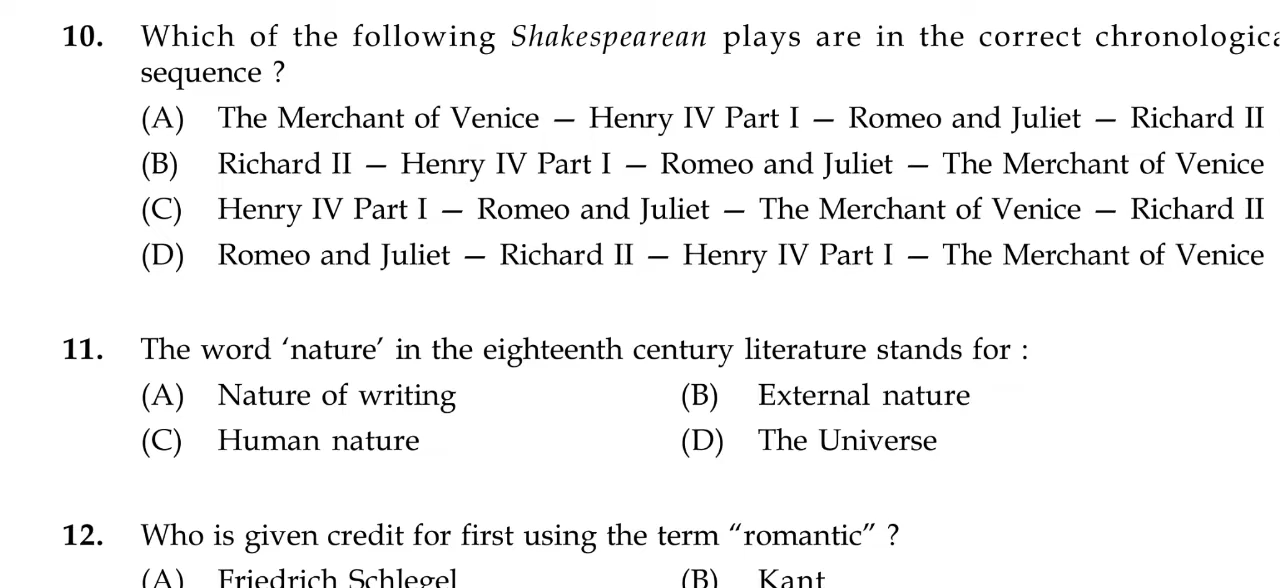 10. Which of the following Shakespearean plays are in the correct chronologica
sequence ?
(A) The Merchant of Venice — Henry IV Part I — Romeo and Juliet — Richard II
(B) Richard II — Henry IV Part I — Romeo and Juliet — The Merchant of Venice
(C) Henry IV Part I — Romeo and Juliet — The Merchant of Venice — Richard II
(D) Romeo and Juliet — Richard II — Henry IV Part I — The Merchant of Venice
11. The word ‘nature’ in the eighteenth century literature stands for :
(A) Nature of writing (B) External nature
(C) Human nature (D) The Universe
12. Who is given credit for first using the term “romantic” ?
(A) Friedrich Schlegel (B) Kant